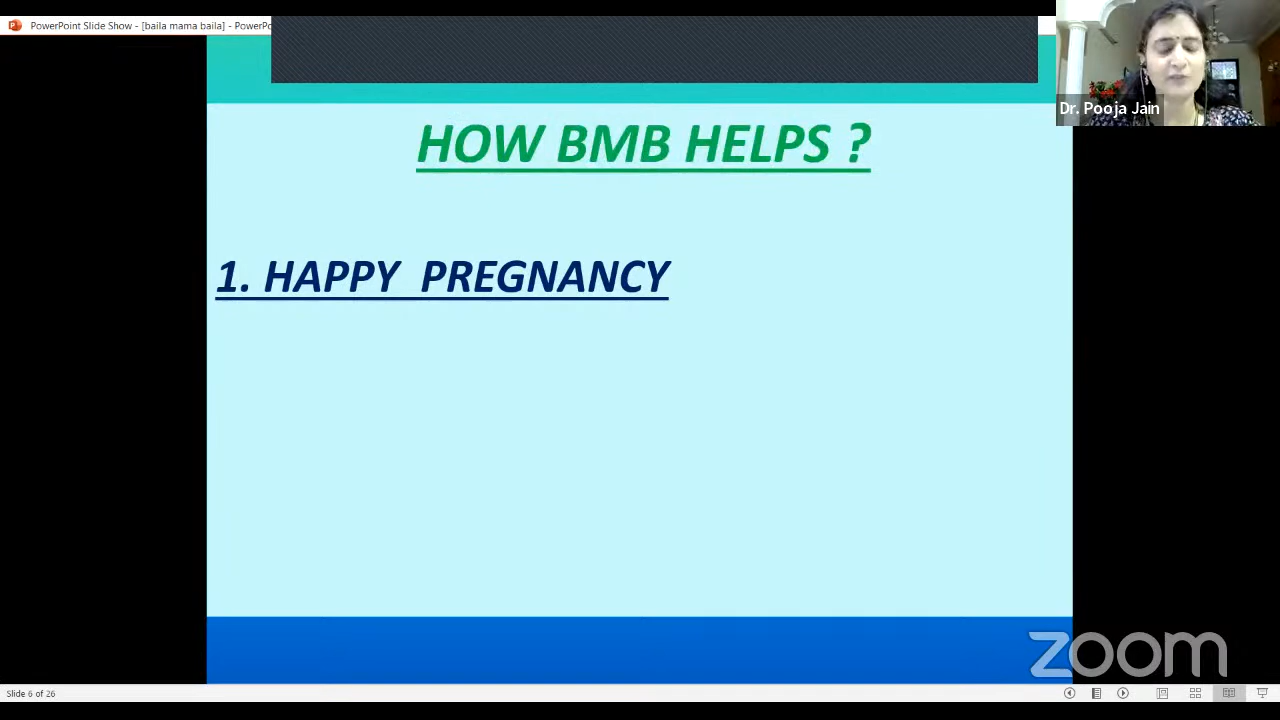 PowerPoint Slide Show - [baila mama baila] - PowerPo
Dr. Pooja Jain
HOW BMB HELPS ?
1. HAPPY PREGNANCY
zoom
Slide 6 of 26